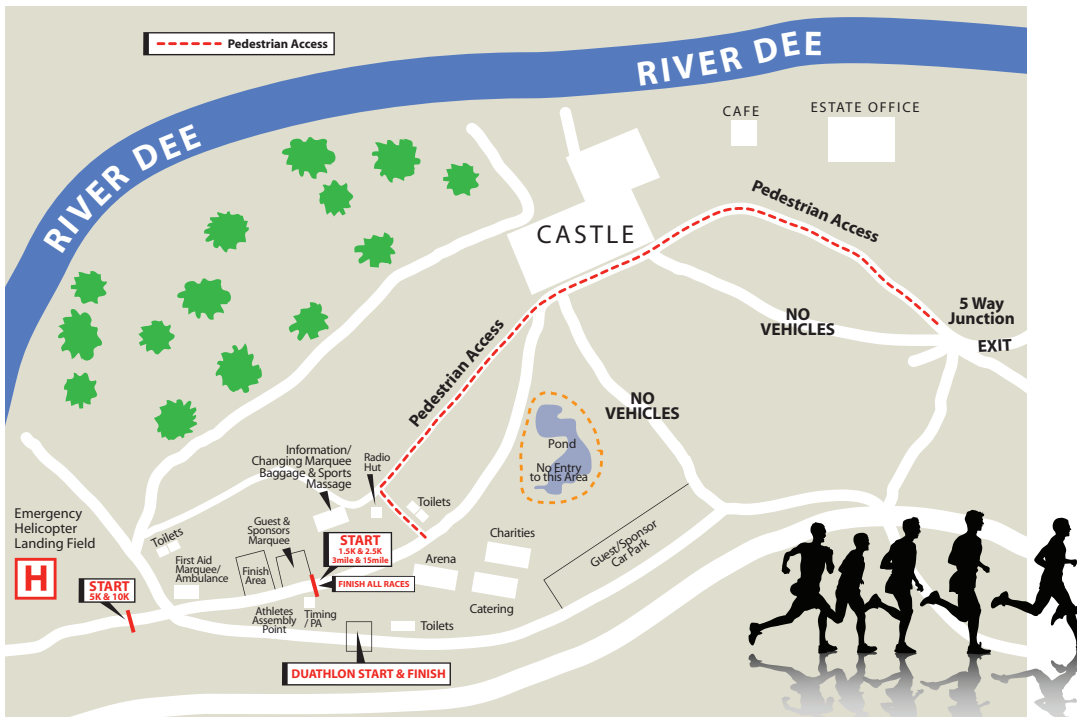 Pedestrian Access
RIVER DEE
RIVER DEE
CAFE
ESTATE OFFICE
Pedestrian Access
CASTLE
5 Way
Junction
EXIT
NO
VEHICLES
Pedestrian Access
NO
VEHICLES
Pond
No Entry
to this Area
Information/
Changing Marquee
Baggage & Sports
Massage
Radio
Hut
Toilets
Emergency
Helicopter
Landing Field
H
Toilets
Guest &
Sponsors
Marquee
START
1.5K & 2.5K
3mile & 15mile
Charities
Guest/Sponsor
Car Park
First Aid
Marquee/
Ambulance
Finish
Area
Arena
FINISH ALL RACES
START
5K & 10K
Athletes
Assembly
Point
Timing
/ PA
Catering
Toilets
DUATHLON START & FINISH